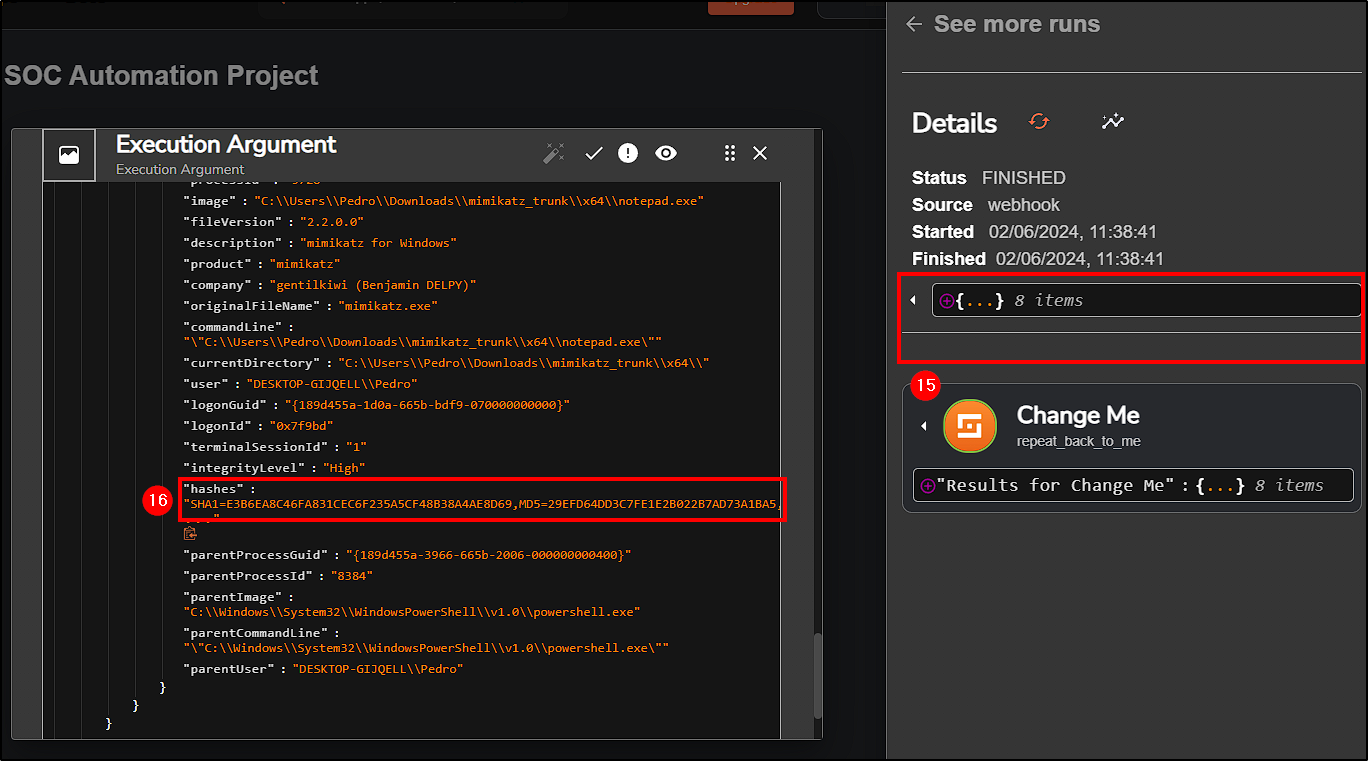 See more runs
SOC Automation Project
Execution Argument
Execution Argument
"image" : "C:\\Users\\Pedro\\Downloads\\mimikatz_trunk\\x64\\notepad.exe"
"fileVersion" : "2.2.0.0"
"description" : "mimikatz for Windows"
"product" : "mimikatz"
"company" : "gentilkiwi (Benjamin DELPY)"
"originalFileName" : "mimikatz.exe"
"commandLine" :
"\"C:\\Users\\Pedro\\Downloads\\mimikatz_trunk\\x64\\notepad.exe\""
"currentDirectory" : "C:\\Users\\Pedro\\Downloads\\mimikatz_trunk\\x64\\"
"user" : "DESKTOP-GIJQELL\\Pedro"
"logonGuid" : "{189d455a-1d0a-665b-bdf9-070000000000}"
"logonId" : "0x7f9bd"
"terminalSessionId" : "1"
"integrityLevel" : "High"
16
"hashes" :
"SHA1=E3B6EA8C46FA831CEC6F235A5CF48B38A4AE8D69,MD5=29EFD64DD3C7FE1E2B022B7AD73A1BA5,
"parentProcessGuid" : "{189d455a-3966-665b-2006-000000000400}"
"parentProcessId" : "8384"
"parentImage" :
"C:\\Windows\\System32\\WindowsPowerShell\\v1.0\\powershell.exe"
"parentCommandLine" :
"\"C:\\Windows\\System32\\WindowsPowerShell\\v1.0\\powershell.exe\""
"parentUser" : "DESKTOP-GIJQELL\\Pedro"
}
}
}
Details
Status FINISHED
Source webhook
Started 02/06/2024, 11:38:41
Finished 02/06/2024, 11:38:41
{...} 8 items
15
Change Me
repeat_back_to_me
"Results for Change Me" : {...} 8 items